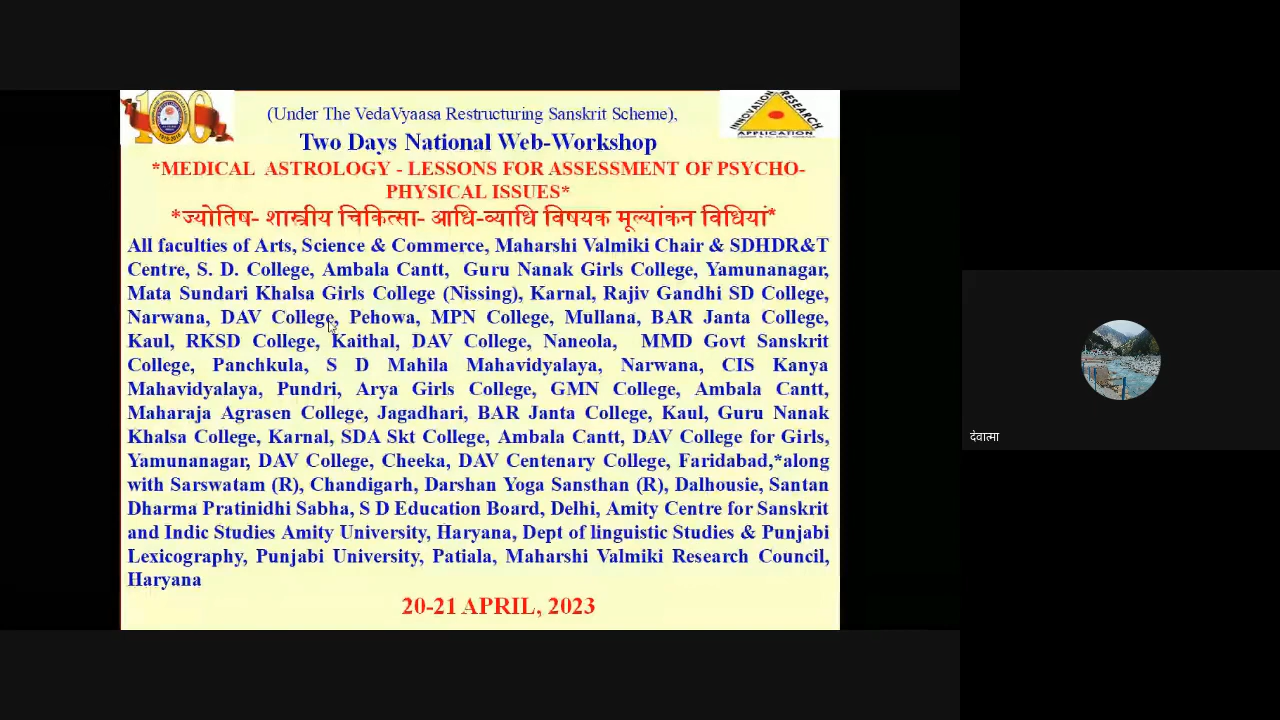 100
INNOVATION RESEARCH
APPLICATION
(Under The VedaVyaasa Restructuring Sanskrit Scheme),
Two Days National Web-Workshop
*MEDICAL ASTROLOGY - LESSONS FOR ASSESSMENT OF PSYCHO-
PHYSICAL ISSUES*
*ज्योतिष- शास्त्रीय चिकित्सा- आधि-व्याधि विषयक मूल्यांकन विधियां*
All faculties of Arts, Science & Commerce, Maharshi Valmiki Chair & SDHDR&T
Centre, S. D. College, Ambala Cantt, Guru Nanak Girls College, Yamunanagar,
Mata Sundari Khalsa Girls College (Nissing), Karnal, Rajiv Gandhi SD College,
Narwana, DAV College, Pehowa, MPN College, Mullana, BAR Janta College,
Kaul, RKSD College, Kaithal, DAV College, Naneola, MMD Govt Sanskrit
College, Panchkula, S D Mahila Mahavidyalaya, Narwana, CIS Kanya
Mahavidyalaya, Pundri, Arya Girls College, GMN College, Ambala Cantt,
Maharaja Agrasen College, Jagadhari, BAR Janta College, Kaul, Guru Nanak
Khalsa College, Karnal, SDA Skt College, Ambala Cantt, DAV College for Girls,
Yamunanagar, DAV College, Cheeka, DAV Centenary College, Faridabad,*along
with Sarswatam (R), Chandigarh, Darshan Yoga Sansthan (R), Dalhousie, Santan
Dharma Pratinidhi Sabha, S D Education Board, Delhi, Amity Centre for Sanskrit
and Indic Studies Amity University, Haryana, Dept of linguistic Studies & Punjabi
Lexicography, Punjabi University, Patiala, Maharshi Valmiki Research Council,
Haryana
20-21 APRIL, 2023
देवात्मा